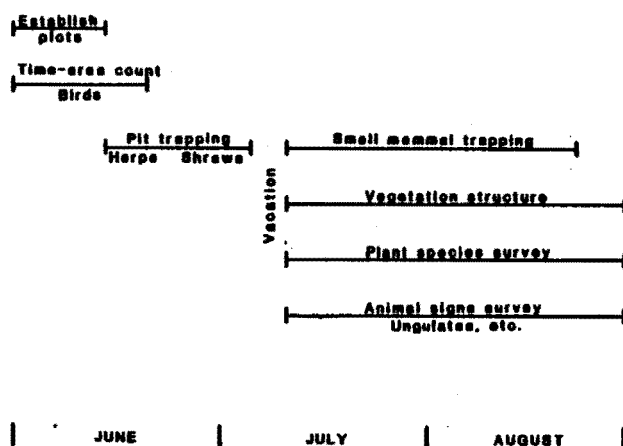 Establish
plots
Time-area count
Birds
Pit trapping
Herps Shrews
Vacation
Small mammal trapping
Vegetation structure
Plant species survey
Animal signs survey
Ungulates, etc.
JUNE
JULY
AUGUST